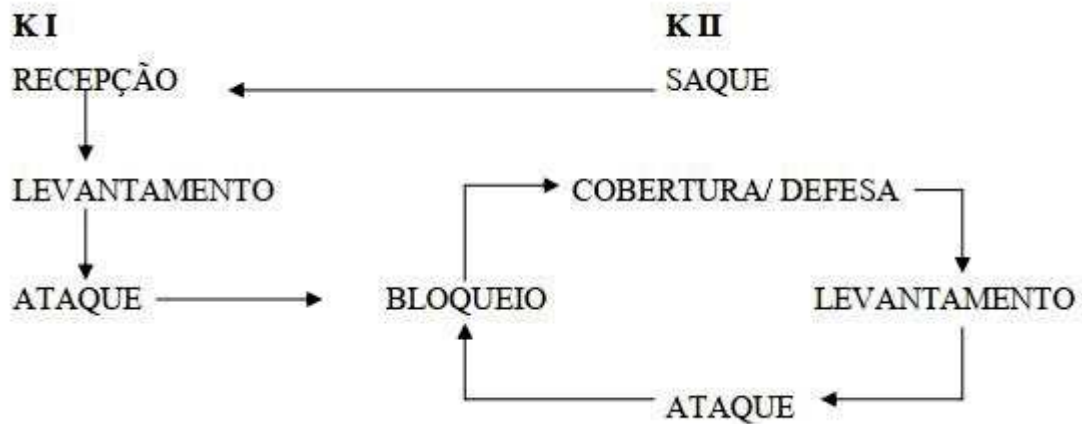 K I
K II
RECEPÇÃO
SAQUE
LEVANTAMENTO
COBERTURA/ DEFESA
ATAQUE
BLOQUEIO
LEVANTAMENTO
ATAQUE